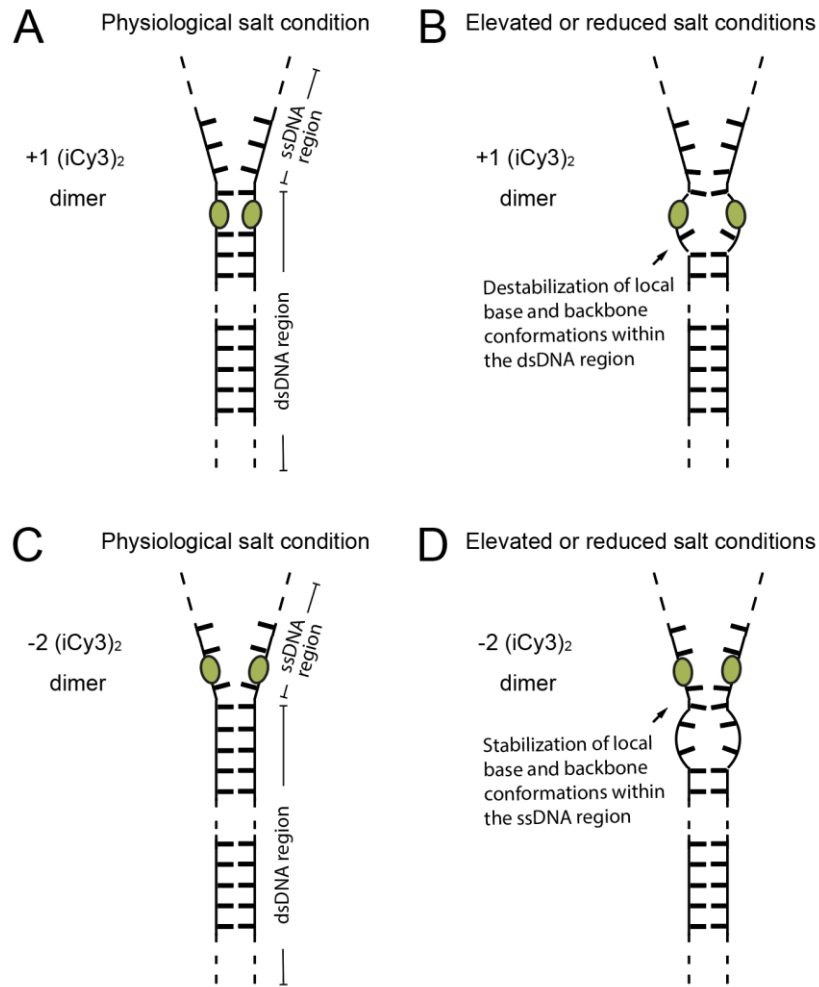 A
Physiological salt condition
+1 (iCy3)2
dimer
ssDNA
region
dsDNA region
B
Elevated or reduced salt conditions
+1 (iCy3)2
dimer
Destabilization of local
base and backbone
conformations within
the dsDNA region
C
Physiological salt condition
-2 (iCy3)2
dimer
ssDNA
region
dsDNA region
D
Elevated or reduced salt conditions
-2 (iCy3)2
dimer
Stabilization of local
base and backbone
conformations within
the ssDNA region